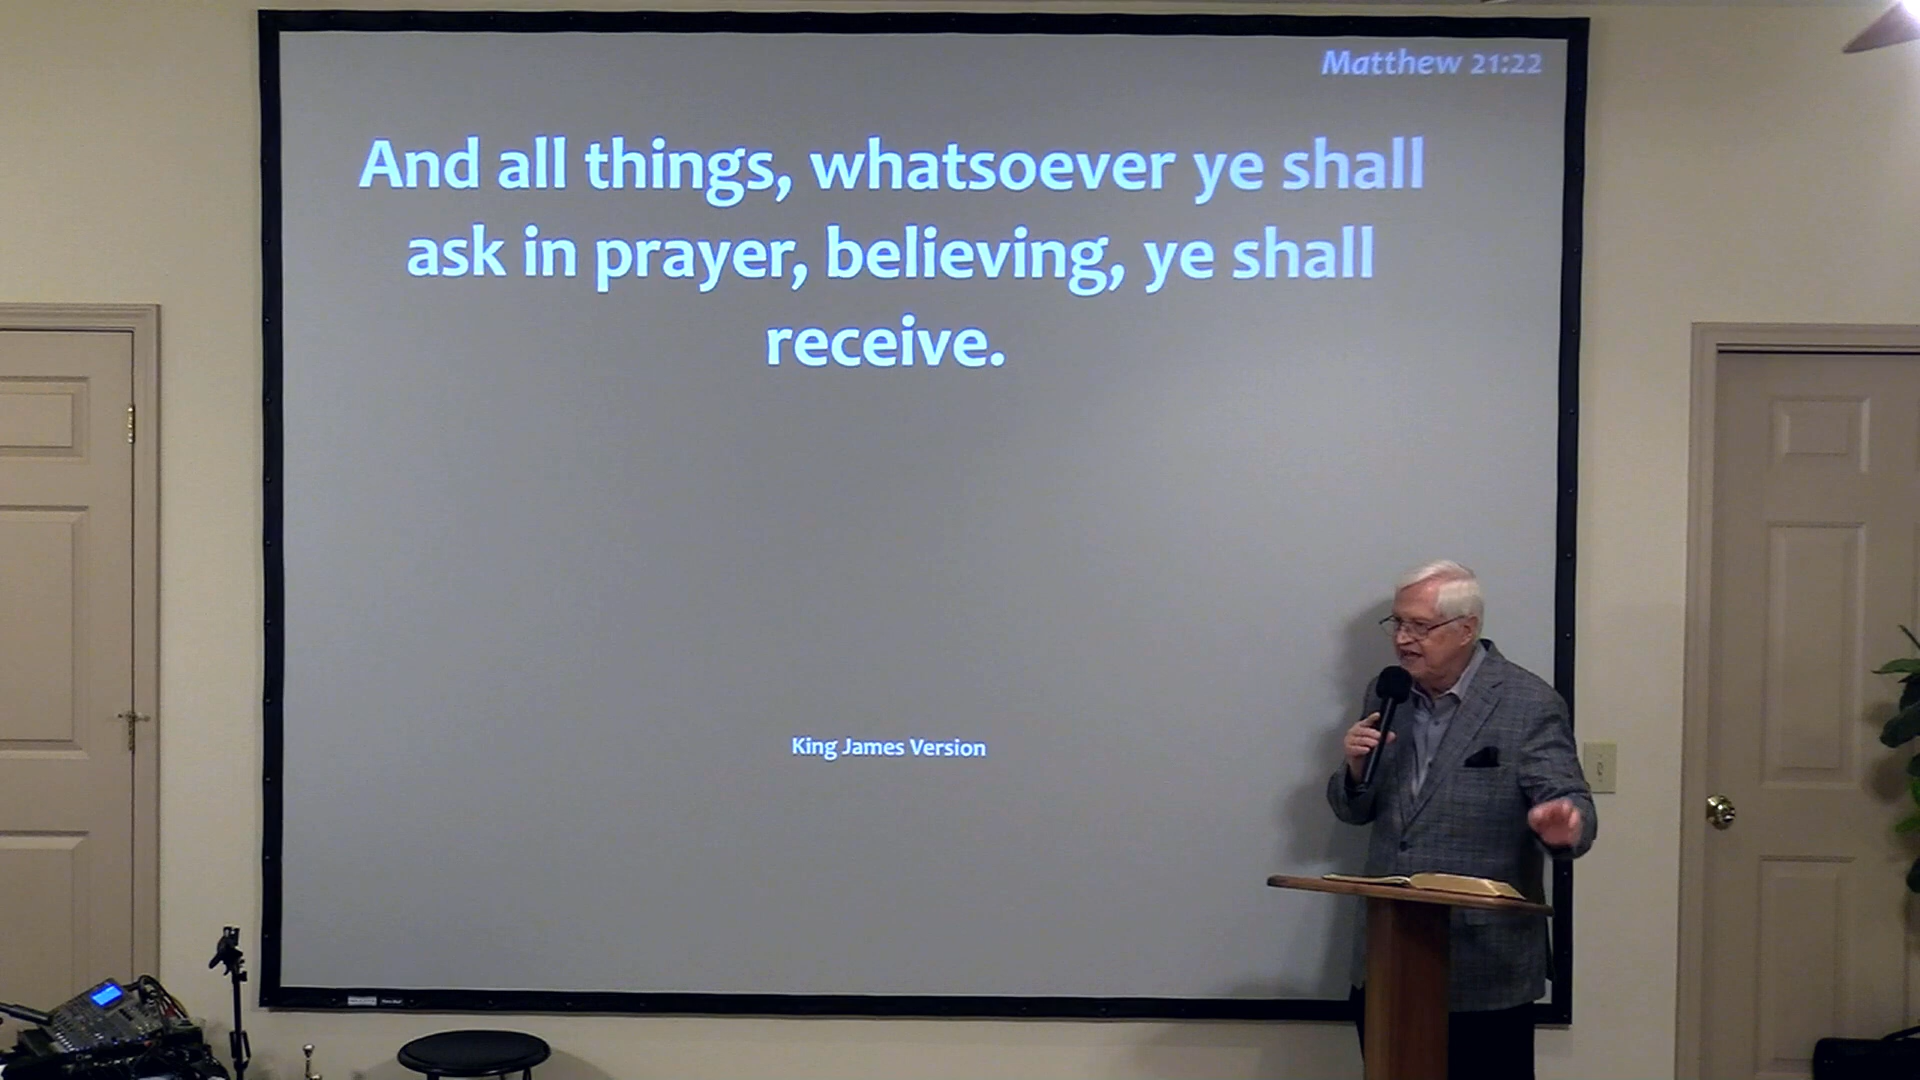 Matthew 21:22
And all things, whatsoever ye shall
ask in prayer, believing, ye shall
receive.
King James Version